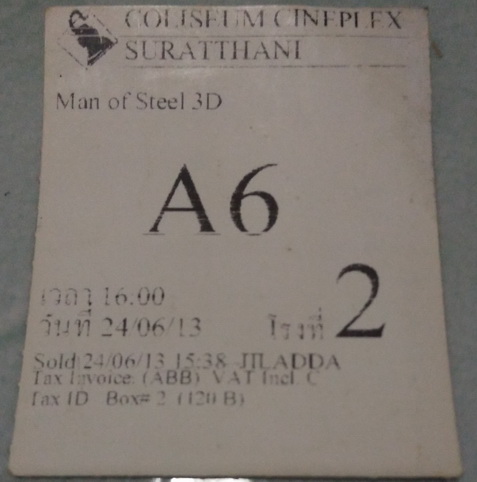 COLISEUM CINEPLEX
SURATTHANI
Man of Steel 3D
A6
เวลา 16:00
วันที่ 24/06/13 โรงที่ 2
Sold 24/06/13 15:38 JILADDA
Tax Invoice (ABB) VAT Incl. C
Tax ID Box# 2 (120 B)